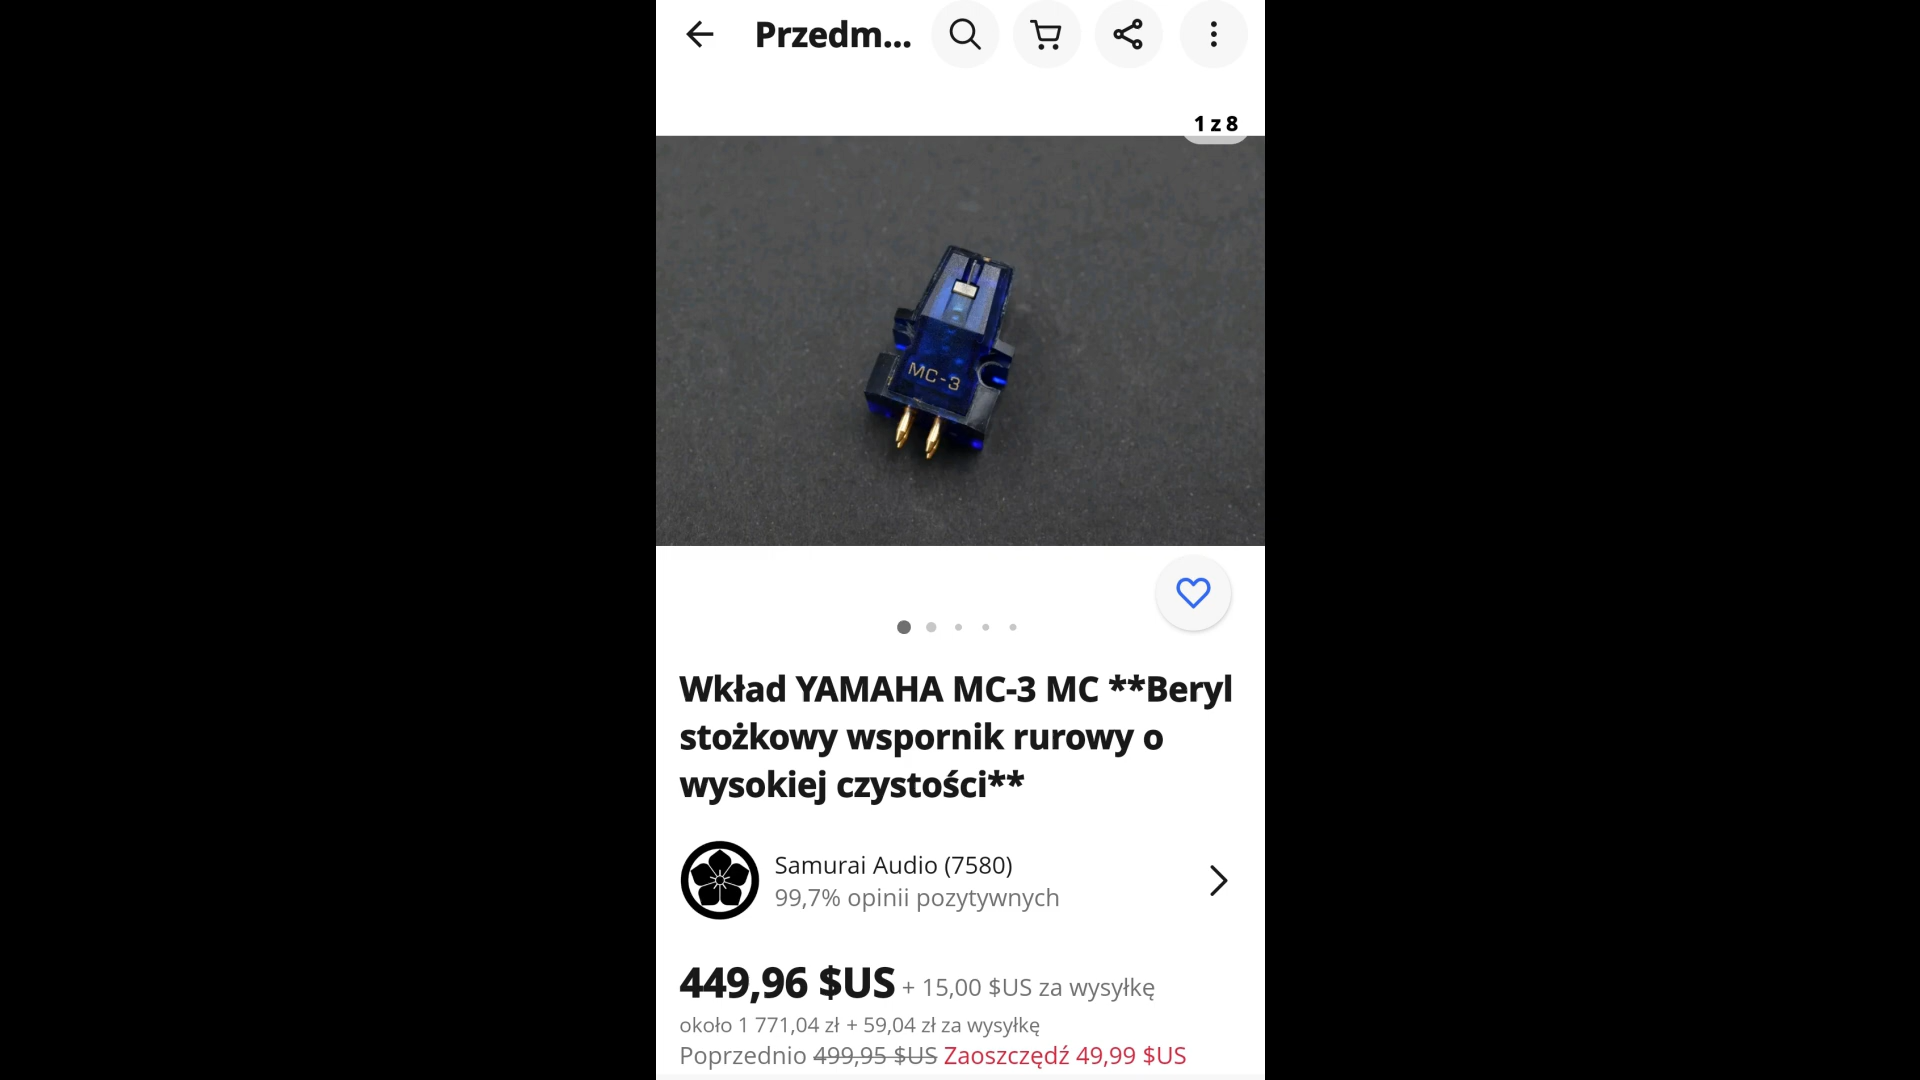 Przedm...
1 z 8
MC-3
Wkład YAMAHA MC-3 MC **Beryl
stożkowy wspornik rurowy o
wysokiej czystości**
Samurai Audio (7580)
99,7% opinii pozytywnych
449,96 $US + 15,00 $US za wysyłkę
około 1 771,04 zł + 59,04 zł za wysyłkę
Poprzednio 499,95 $US Zaoszczędź 49,99 $US